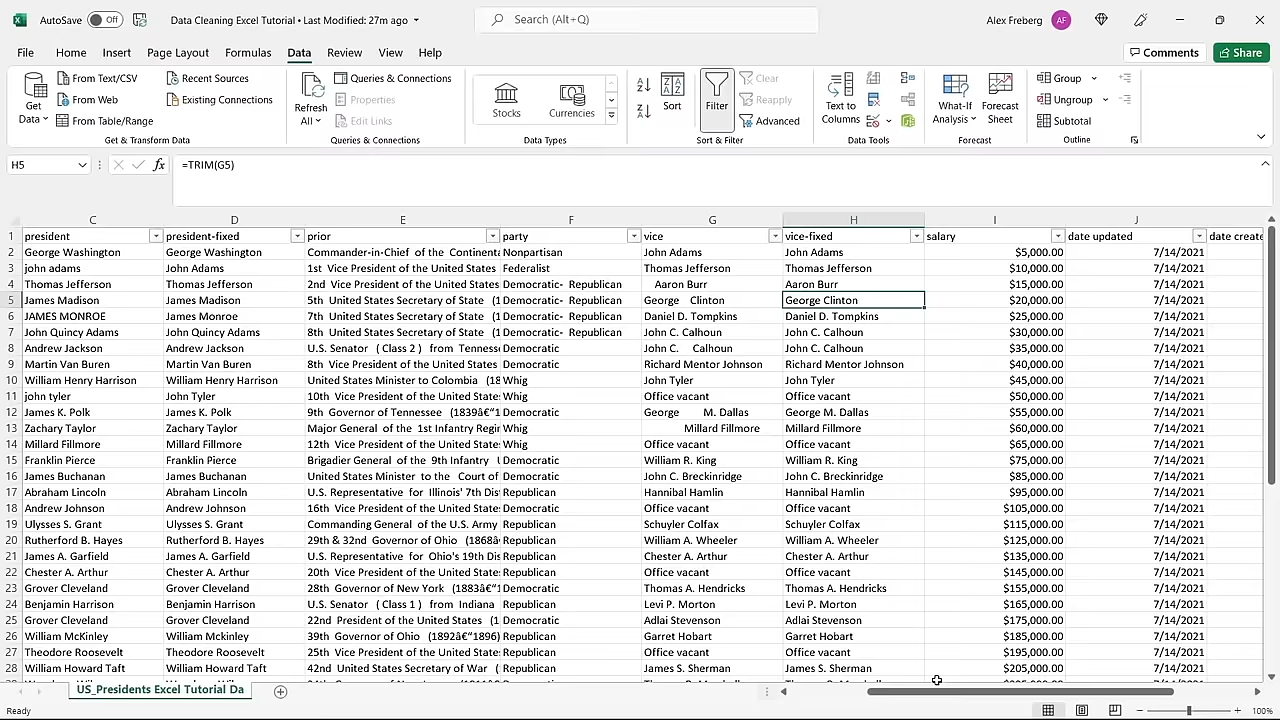 AutoSave Off Data Cleaning Excel Tutorial • Last Modified: 27m ago Search (Alt+Q) Alex Freberg AF
File Home Insert Page Layout Formulas Data Review View Help Comments Share
Get Data From Text/CSV From Web From Table/Range Recent Sources Existing Connections Refresh All Queries & Connections Properties Edit Links Stocks Currencies Sort Filter Clear Reapply Advanced Text to Columns What-If Analysis Forecast Sheet Group Ungroup Subtotal
Get & Transform Data Queries & Connections Data Types Sort & Filter Data Tools Forecast Outline
H5 fx =TRIM(G5)
C D E F G H I J
1 president president-fixed prior party vice vice-fixed salary date updated date create
2 George Washington George Washington Commander-in-Chief of the Continenta Nonpartisan John Adams John Adams $5,000.00 7/14/2021
3 john adams John Adams 1st Vice President of the United States Federalist Thomas Jefferson Thomas Jefferson $10,000.00 7/14/2021
4 Thomas Jefferson Thomas Jefferson 2nd Vice President of the United States Democratic- Republican Aaron Burr Aaron Burr $15,000.00 7/14/2021
5 James Madison James Madison 5th United States Secretary of State (1 Democratic- Republican George Clinton George Clinton $20,000.00 7/14/2021
6 JAMES MONROE James Monroe 7th United States Secretary of State (1 Democratic- Republican Daniel D. Tompkins Daniel D. Tompkins $25,000.00 7/14/2021
7 John Quincy Adams John Quincy Adams 8th United States Secretary of State (1 Democratic- Republican John C. Calhoun John C. Calhoun $30,000.00 7/14/2021
8 Andrew Jackson Andrew Jackson U.S. Senator ( Class 2 ) from Tennesse Democratic John C. Calhoun John C. Calhoun $35,000.00 7/14/2021
9 Martin Van Buren Martin Van Buren 8th Vice President of the United States Democratic Richard Mentor Johnson Richard Mentor Johnson $40,000.00 7/14/2021
10 William Henry Harrison William Henry Harrison United States Minister to Colombia (18 Whig John Tyler John Tyler $45,000.00 7/14/2021
11 john tyler John Tyler 10th Vice President of the United State Whig Office vacant Office vacant $50,000.00 7/14/2021
12 James K. Polk James K. Polk 9th Governor of Tennessee (1839â€“1 Democratic George M. Dallas George M. Dallas $55,000.00 7/14/2021
13 Zachary Taylor Zachary Taylor Major General of the 1st Infantry Regir Whig Millard Fillmore Millard Fillmore $60,000.00 7/14/2021
14 Millard Fillmore Millard Fillmore 12th Vice President of the United State Whig Office vacant Office vacant $65,000.00 7/14/2021
15 Franklin Pierce Franklin Pierce Brigadier General of the 9th Infantry Democratic William R. King William R. King $75,000.00 7/14/2021
16 James Buchanan James Buchanan United States Minister to the Court of Democratic John C. Breckinridge John C. Breckinridge $85,000.00 7/14/2021
17 Abraham Lincoln Abraham Lincoln U.S. Representative for Illinois' 7th Dis Republican Hannibal Hamlin Hannibal Hamlin $95,000.00 7/14/2021
18 Andrew Johnson Andrew Johnson 16th Vice President of the United State Republican Office vacant Office vacant $105,000.00 7/14/2021
19 Ulysses S. Grant Ulysses S. Grant Commanding General of the U.S. Army Republican Schuyler Colfax Schuyler Colfax $115,000.00 7/14/2021
20 Rutherford B. Hayes Rutherford B. Hayes 29th & 32nd Governor of Ohio (1868â Republican William A. Wheeler William A. Wheeler $125,000.00 7/14/2021
21 James A. Garfield James A. Garfield U.S. Representative for Ohio's 19th Dis Republican Chester A. Arthur Chester A. Arthur $135,000.00 7/14/2021
22 Chester A. Arthur Chester A. Arthur 20th Vice President of the United State Republican Office vacant Office vacant $145,000.00 7/14/2021
23 Grover Cleveland Grover Cleveland 28th Governor of New York (1883â€“1 Democratic Thomas A. Hendricks Thomas A. Hendricks $155,000.00 7/14/2021
24 Benjamin Harrison Benjamin Harrison U.S. Senator ( Class 1 ) from Indiana Republican Levi P. Morton Levi P. Morton $165,000.00 7/14/2021
25 Grover Cleveland Grover Cleveland 22nd President of the United States (1 Democratic Adlai Stevenson Adlai Stevenson $175,000.00 7/14/2021
26 William McKinley William Mckinley 39th Governor of Ohio (1892â€“1896) Republican Garret Hobart Garret Hobart $185,000.00 7/14/2021
27 Theodore Roosevelt Theodore Roosevelt 25th Vice President of the United State Republican Office vacant Office vacant $195,000.00 7/14/2021
28 William Howard Taft William Howard Taft 42nd United States Secretary of War ( Republican James S. Sherman James S. Sherman $205,000.00 7/14/2021
US_Presidents Excel Tutorial Da
Ready 100%